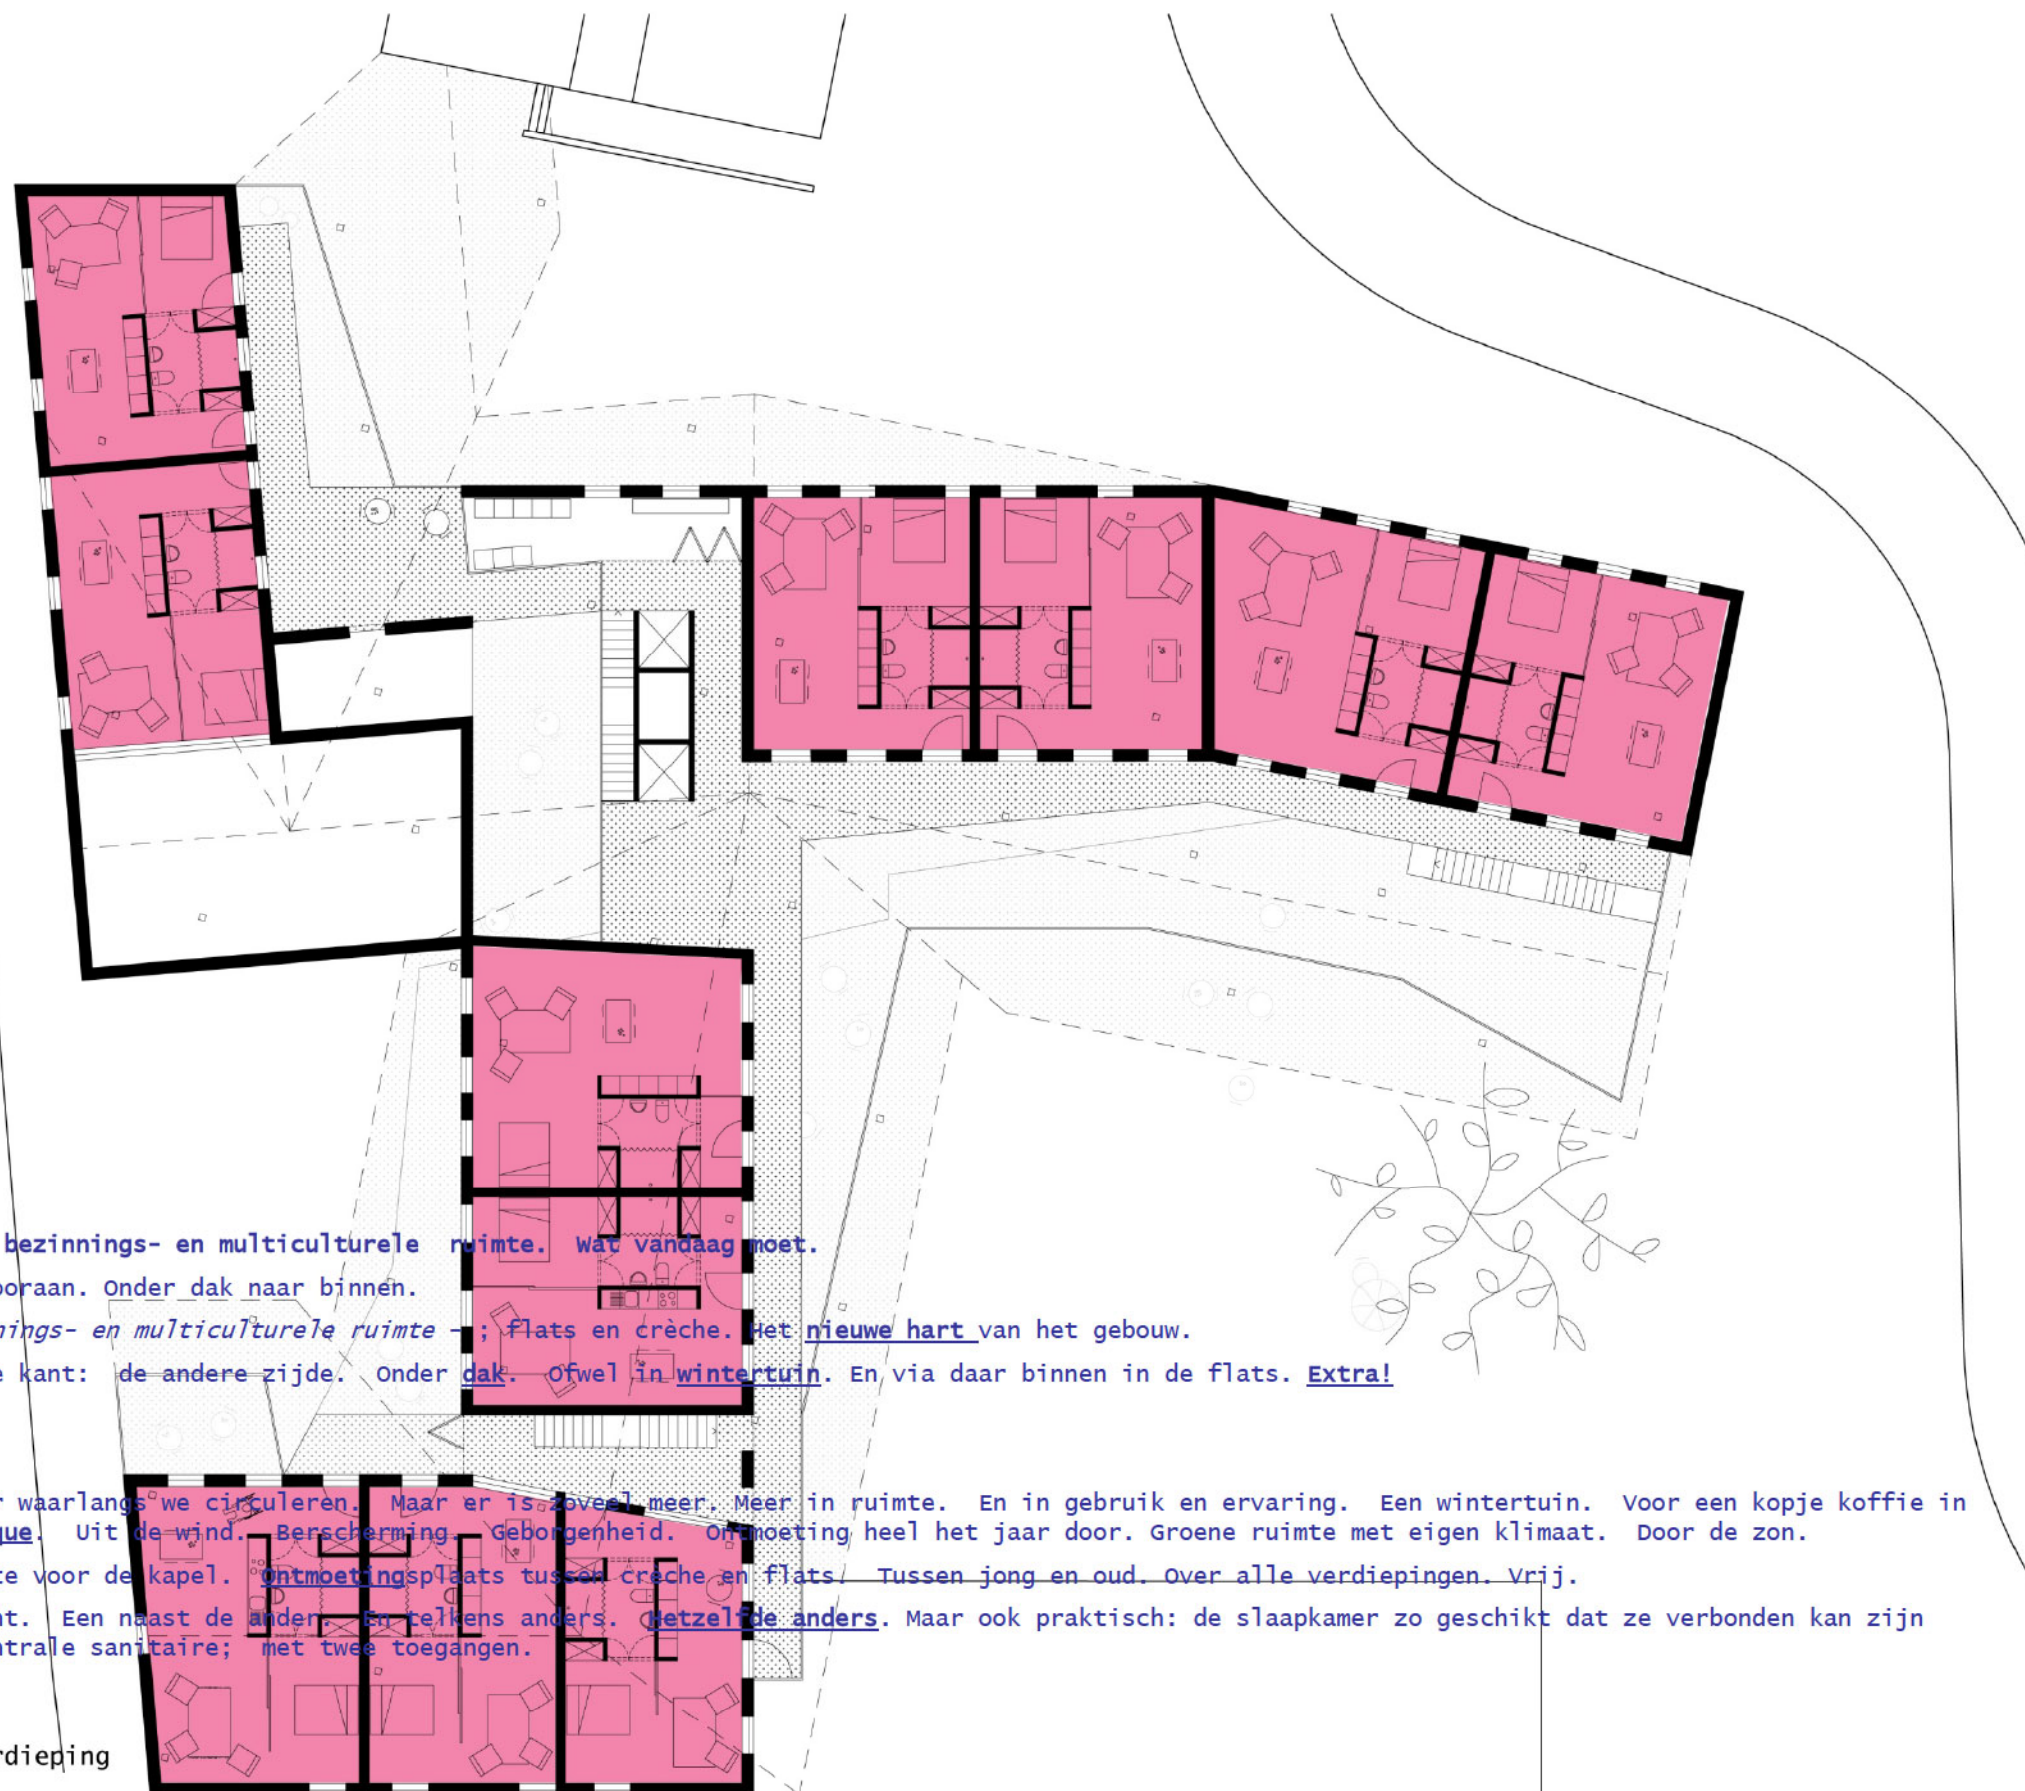 bezinnings- en multiculturele ruimte. Wat vandaag moet.
ooraan. Onder dak naar binnen.
nings- en multiculturele ruimte - ; flats en crèche. Het nieuwe hart van het gebouw.
e kant: de andere zijde. Onder dak. Ofwel in wintertuin. En via daar binnen in de flats. Extra!
r waarlangs we circuleren. Maar er is zoveel meer. Meer in ruimte. En in gebruik en ervaring. Een wintertuin. Voor een kopje koffie in
que. Uit de wind. Berscherming. Geborgenheid. Ontmoeting heel het jaar door. Groene ruimte met eigen klimaat. Door de zon.
te voor de kapel. Ontmoetingsplaats tussen crèche en flats. Tussen jong en oud. Over alle verdiepingen. Vrij.
nt. Een naast de ander. En telkens anders. Hetzelfde anders. Maar ook praktisch: de slaapkamer zo geschikt dat ze verbonden kan zijn
ntrale sanitaire; met twee toegangen.
rdieping